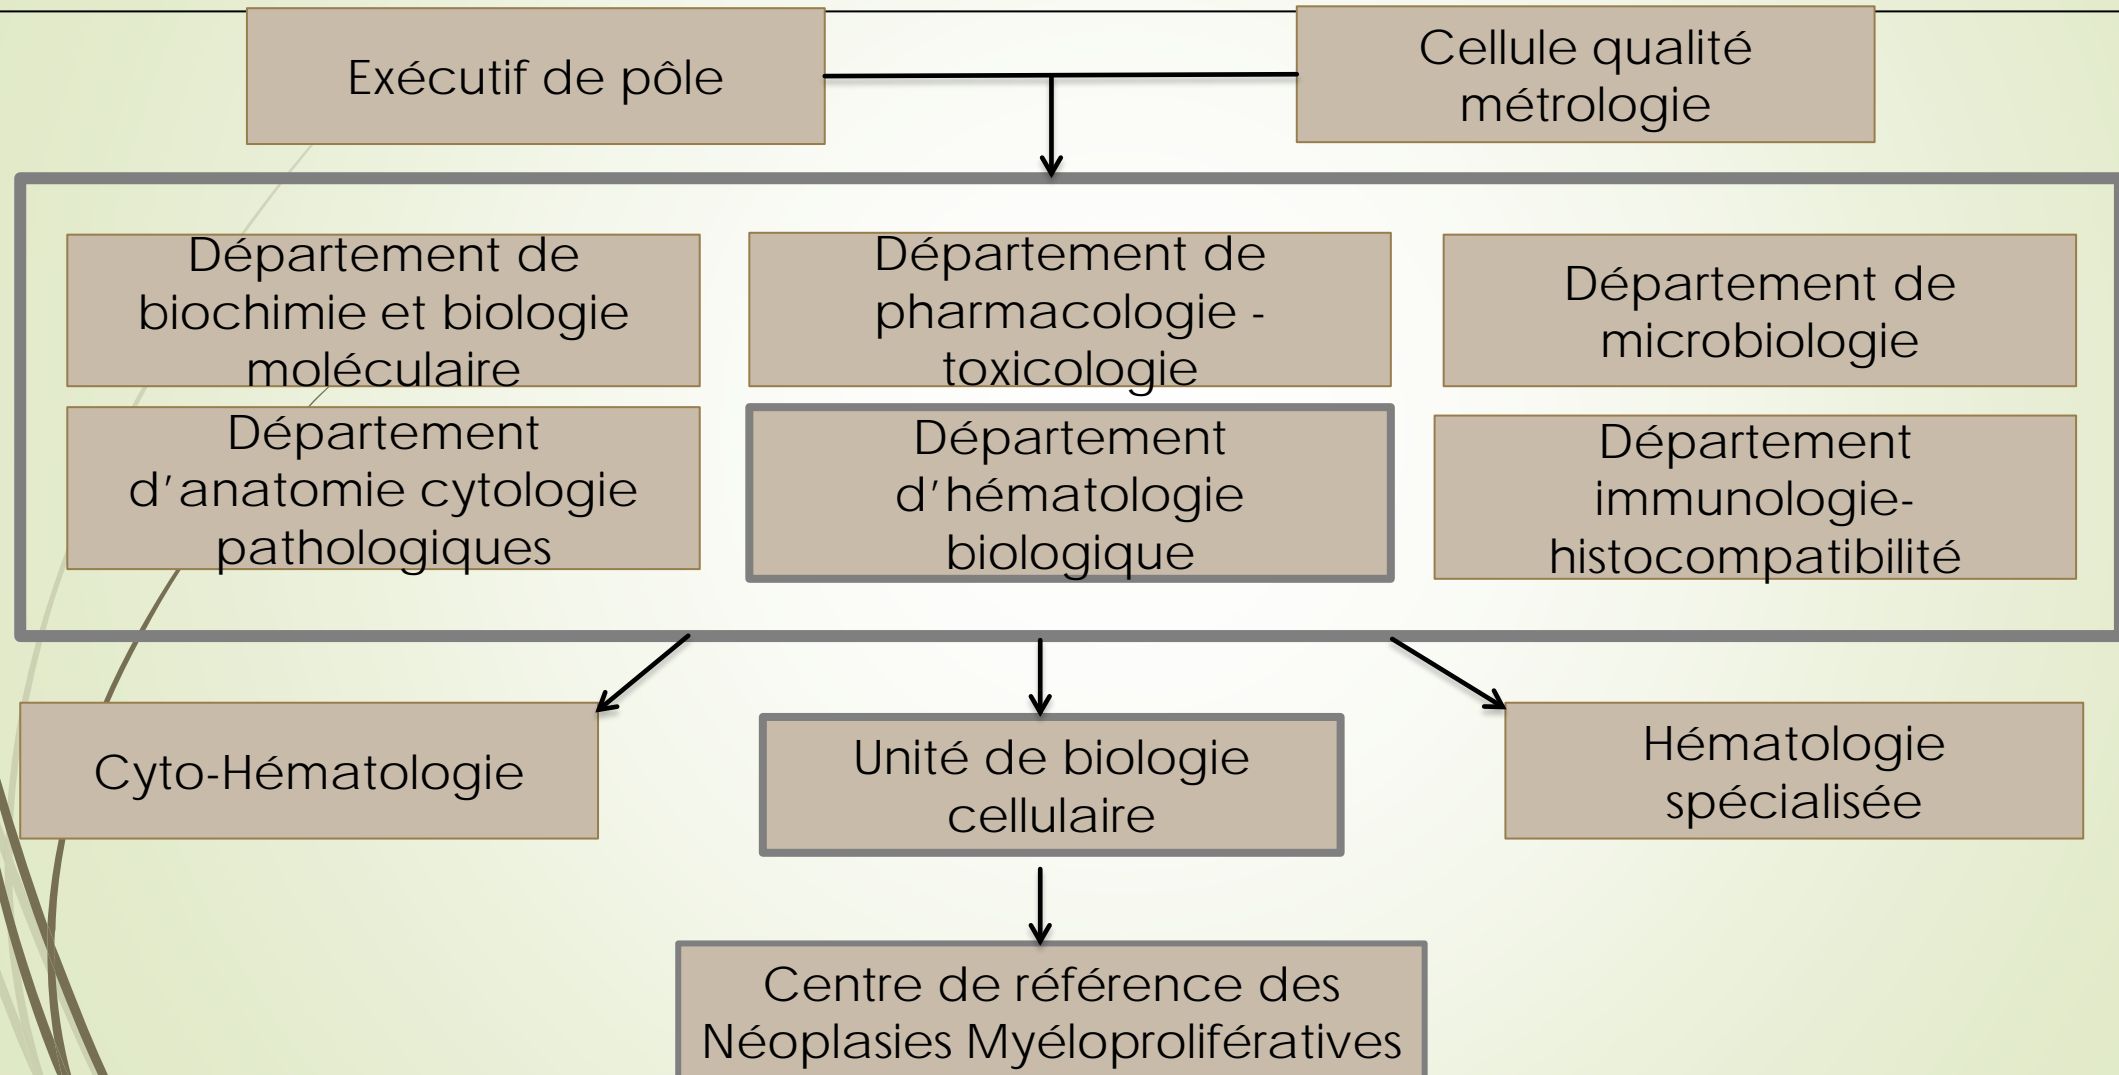 Exécutif de pôle
Cellule qualité
métrologie
Département de
biochimie et biologie
moléculaire
Département de
pharmacologie -
toxicologie
Département de
microbiologie
Département
d’anatomie cytologie
pathologiques
Département
d’hématologie
biologique
Département
immunologie-
histocompatibilité
Cyto-Hématologie
Unité de biologie
cellulaire
Hématologie
spécialisée
Centre de référence des
Néoplasies Myéloprolifératives